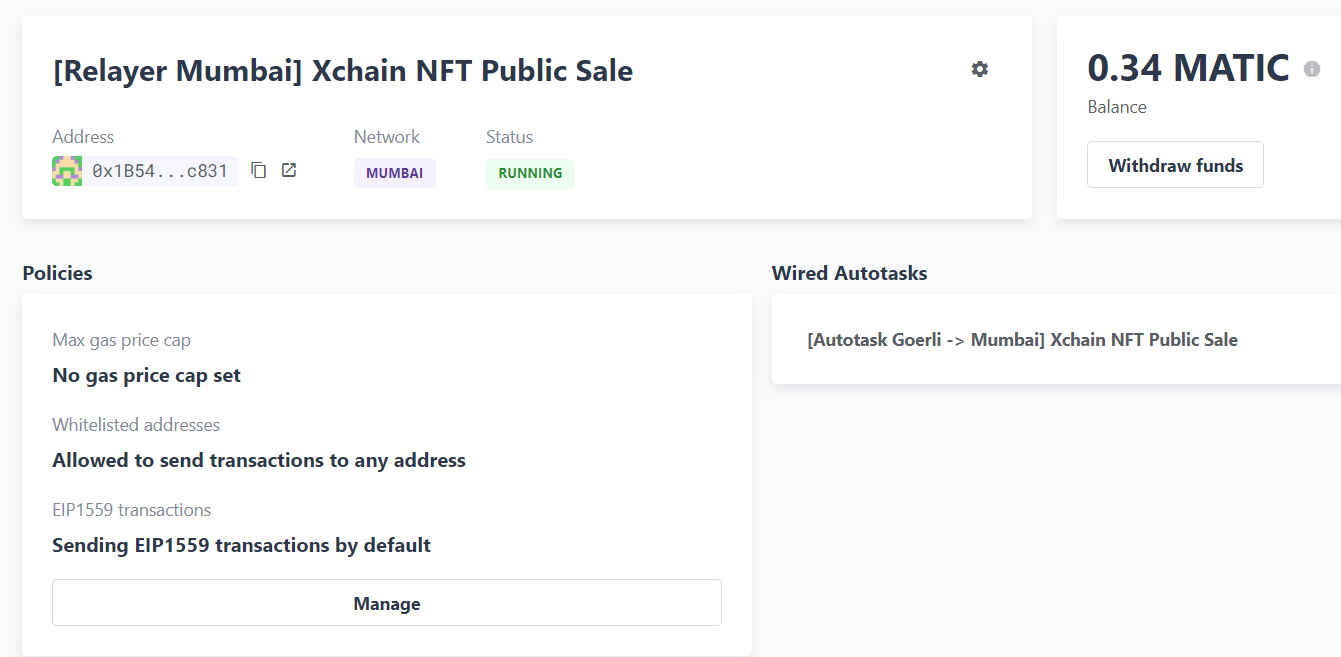 [Relayer Mumbai] Xchain NFT Public Sale
Address
0x1B54...c831
Network
MUMBAI
Status
RUNNING
0.34 MATIC
Balance
Withdraw funds
Policies
Max gas price cap
No gas price cap set
Whitelisted addresses
Allowed to send transactions to any address
EIP1559 transactions
Sending EIP1559 transactions by default
Manage
Wired Autotasks
[Autotask Goerli -> Mumbai] Xchain NFT Public Sale